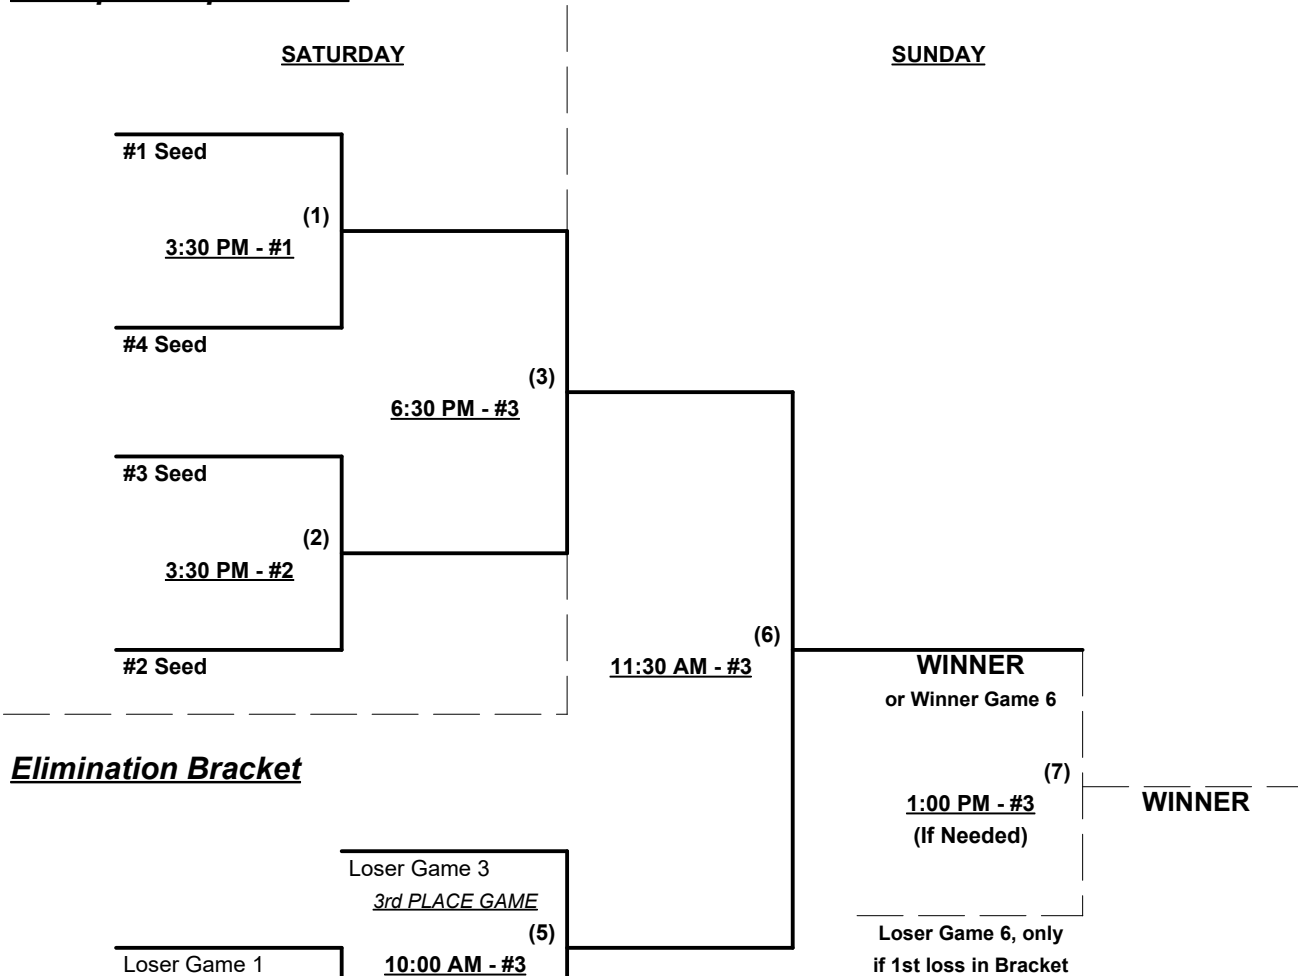 SATURDAY
SUNDAY
#1 Seed
(1)
3:30 PM - #1
#4 Seed
(3)
6:30 PM - #3
#3 Seed
(2)
3:30 PM - #2
#2 Seed
(6)
11:30 AM - #3
WINNER
or Winner Game 6
Elimination Bracket
(7)
1:00 PM - #3
WINNER
(If Needed)
Loser Game 3
3rd PLACE GAME
(5)
Loser Game 6, only
Loser Game 1
10:00 AM - #3
if 1st loss in Bracket